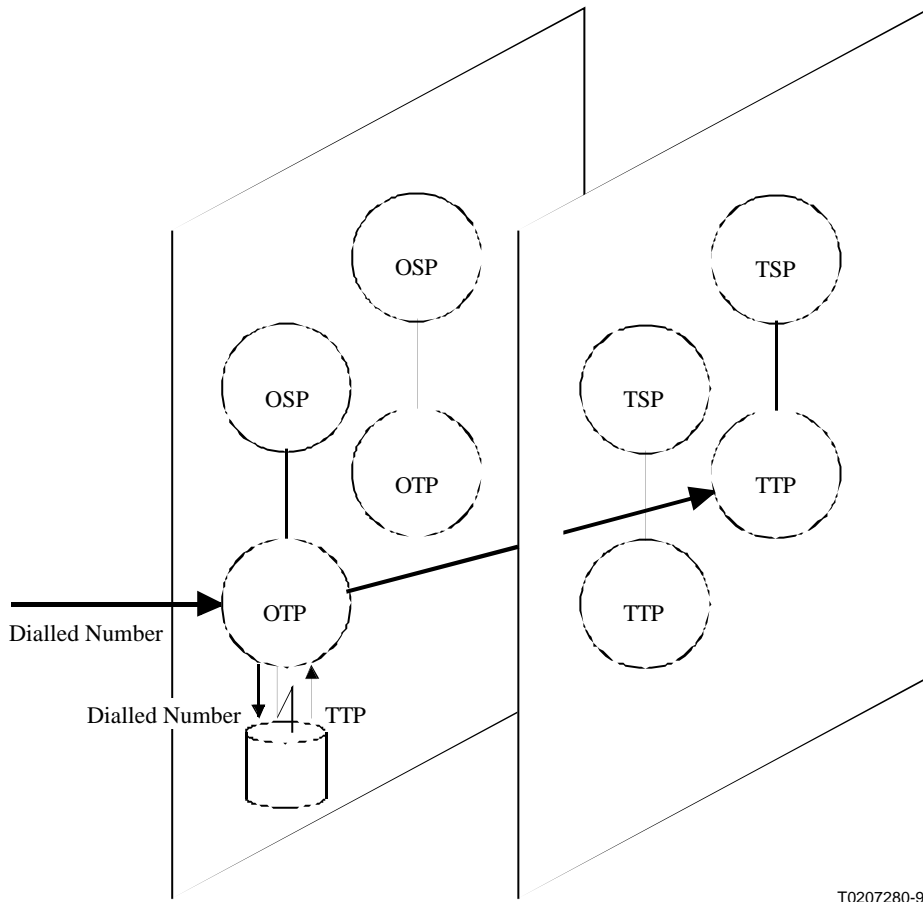 OSP
TSP
OSP
TSP
OTP
TTP
OTP
TTP
Dialled Number
Dialled Number
TTP
T0207280-9